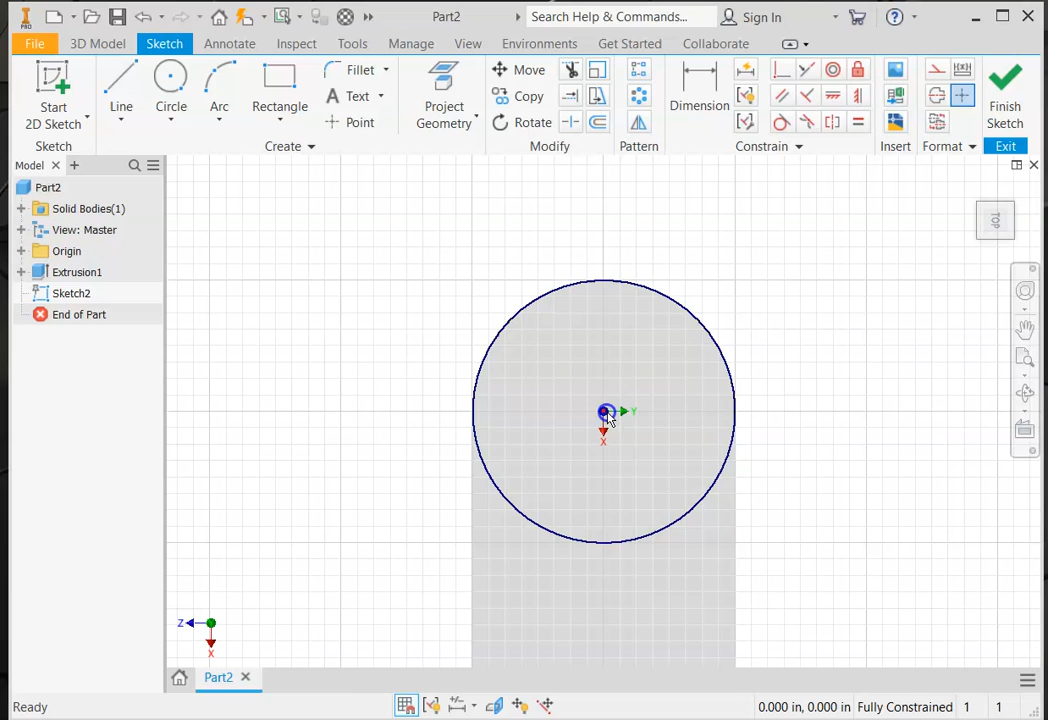 PRO
Part2
Search Help & Commands...
Sign In
File 3D Model Sketch Annotate Inspect Tools Manage View Environments Get Started Collaborate
Start
2D Sketch
Line
Circle
Arc
Rectangle
Fillet
Text
Point
Project
Geometry
Move
Copy
Rotate
Dimension
Finish
Sketch
Sketch
Create
Modify
Pattern
Constrain
Insert
Format
Exit
Model
Part2
Solid Bodies(1)
View: Master
Origin
Extrusion1
Sketch2
End of Part
TOP
Y
X
Z
X
Part2
Ready
0.000 in, 0.000 in Fully Constrained 1 1